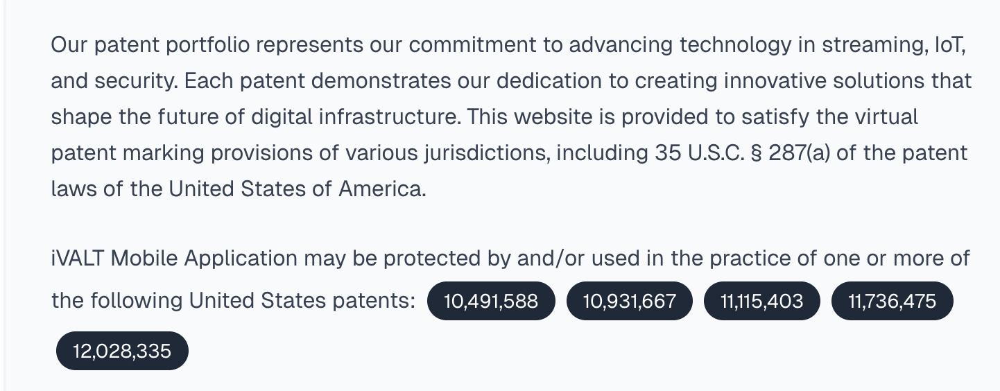 Our patent portfolio represents our commitment to advancing technology in streaming, IoT,
and security. Each patent demonstrates our dedication to creating innovative solutions that
shape the future of digital infrastructure. This website is provided to satisfy the virtual
patent marking provisions of various jurisdictions, including 35 U.S.C. § 287(a) of the patent
laws of the United States of America.
iVALT Mobile Application may be protected by and/or used in the practice of one or more of
the following United States patents: 10,491,588 10,931,667 11,115,403 11,736,475
12,028,335